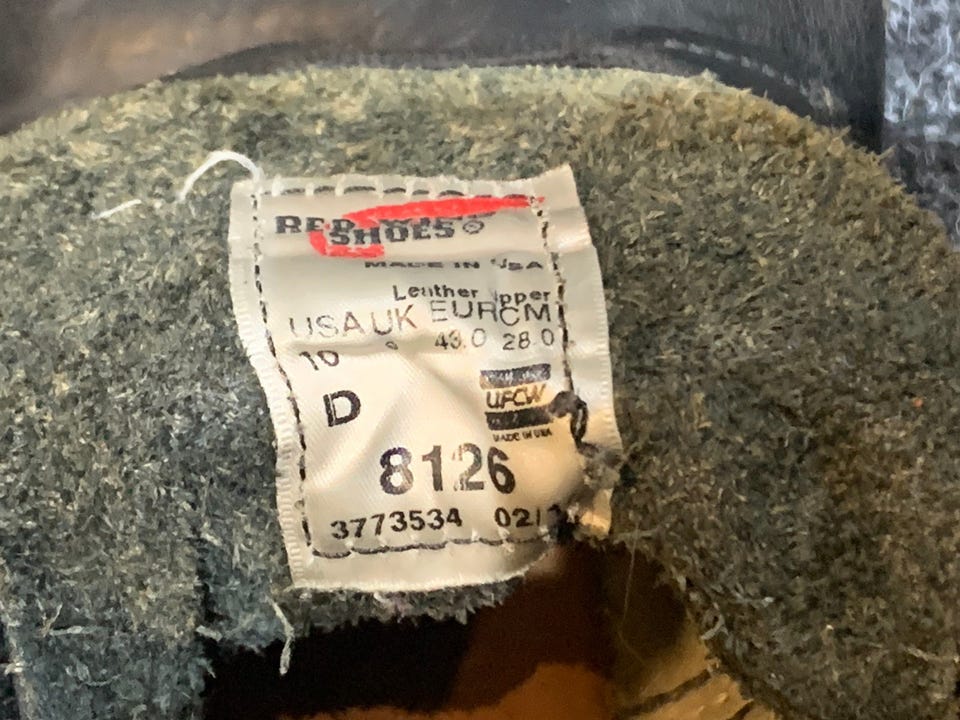 RED WING
SHOES®
MADE IN USA
Leather Upper
USA UK EUR CM
10 9 43.0 28.0
D
UFCW
MADE IN USA
8126
3773534 02/